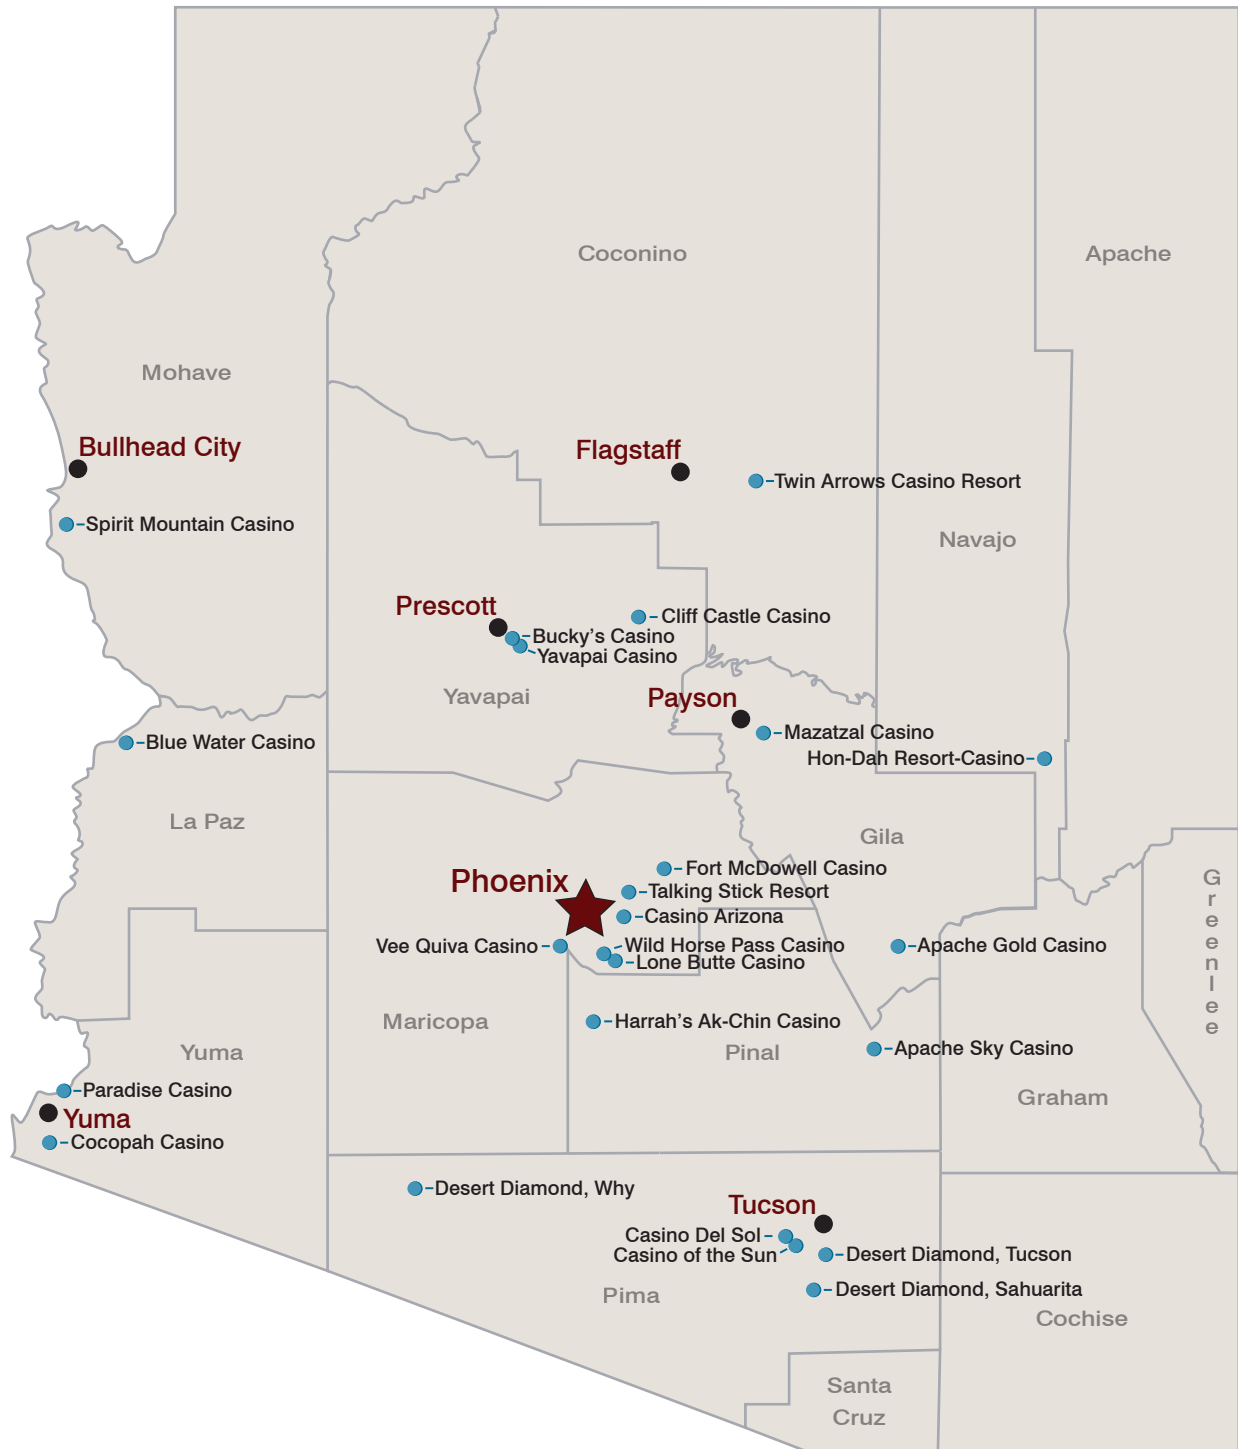 Coconino
Apache
Mohave
Bullhead City
Flagstaff
Twin Arrows Casino Resort
Spirit Mountain Casino
Navajo
Prescott
Cliff Castle Casino
Bucky's Casino
Yavapai Casino
Yavapai
Payson
Mazatzal Casino
Blue Water Casino
Hon-Dah Resort-Casino
La Paz
Gila
Fort McDowell Casino
Phoenix
Talking Stick Resort
Casino Arizona
Greenlee
Vee Quiva Casino
Wild Horse Pass Casino
Apache Gold Casino
Lone Butte Casino
Maricopa
Harrah's Ak-Chin Casino
Yuma
Pinal
Apache Sky Casino
Paradise Casino
Graham
Yuma
Cocopah Casino
Desert Diamond, Why
Tucson
Casino Del Sol
Casino of the Sun
Desert Diamond, Tucson
Desert Diamond, Sahuarita
Pima
Cochise
Santa
Cruz